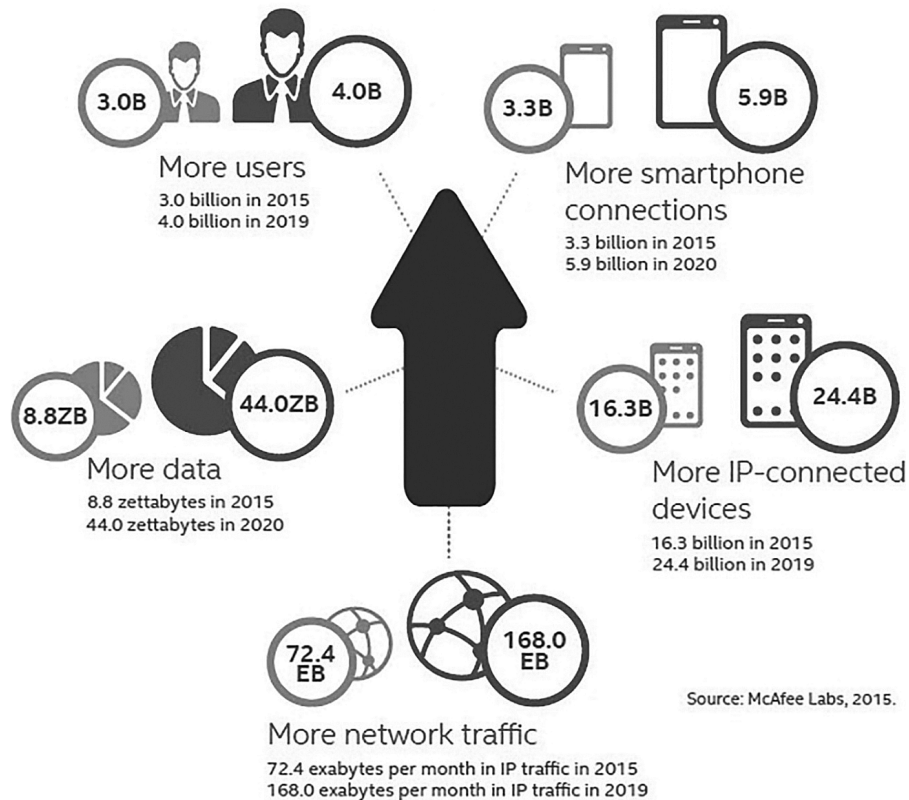 3.0B
4.0B
More users
3.0 billion in 2015
4.0 billion in 2019
3.3B
5.9B
More smartphone
connections
3.3 billion in 2015
5.9 billion in 2020
8.8ZB
44.0ZB
More data
8.8 zettabytes in 2015
44.0 zettabytes in 2020
16.3B
24.4B
More IP-connected
devices
16.3 billion in 2015
24.4 billion in 2019
72.4
EB
168.0
EB
More network traffic
72.4 exabytes per month in IP traffic in 2015
168.0 exabytes per month in IP traffic in 2019
Source: McAfee Labs, 2015.